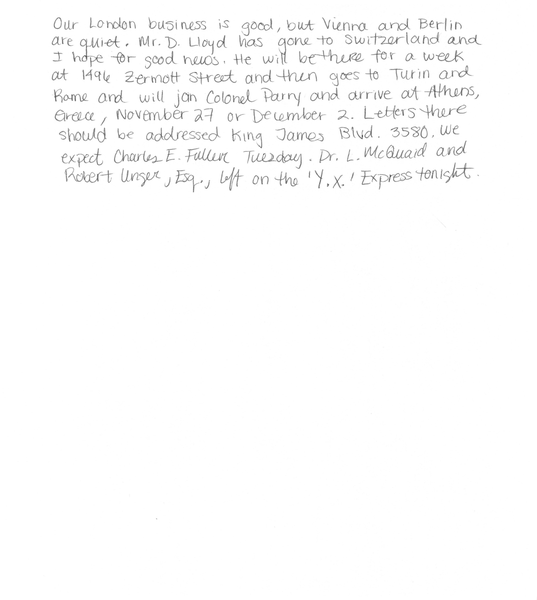 Our London business is good, but Vienna and Berlin
are quiet. Mr. D. Lloyd has gone to Switzerland and
I hope for good news. He will be there for a week
at 1496 Zermott Street and then goes to Turin and
Rome and will join Colonel Parry and arrive at Athens,
Greece, November 27 or December 2. Letters there
should be addressed King James Blvd. 3580. We
expect Charles E. Fuller Tuesday. Dr. L. McQuaid and
Robert Unger, Esq., left on the 'Y.X.' Express tonight.